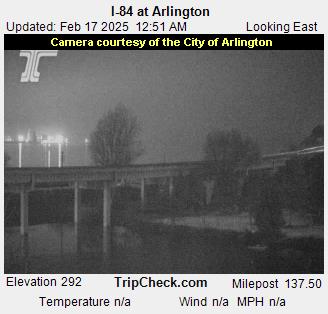 I-84 at Arlington
Updated: Feb 17 2025 12:51 AM Looking East
Camera courtesy of the City of Arlington
Elevation 292 TripCheck.com Milepost 137.50
Temperature n/a Wind n/a MPH n/a